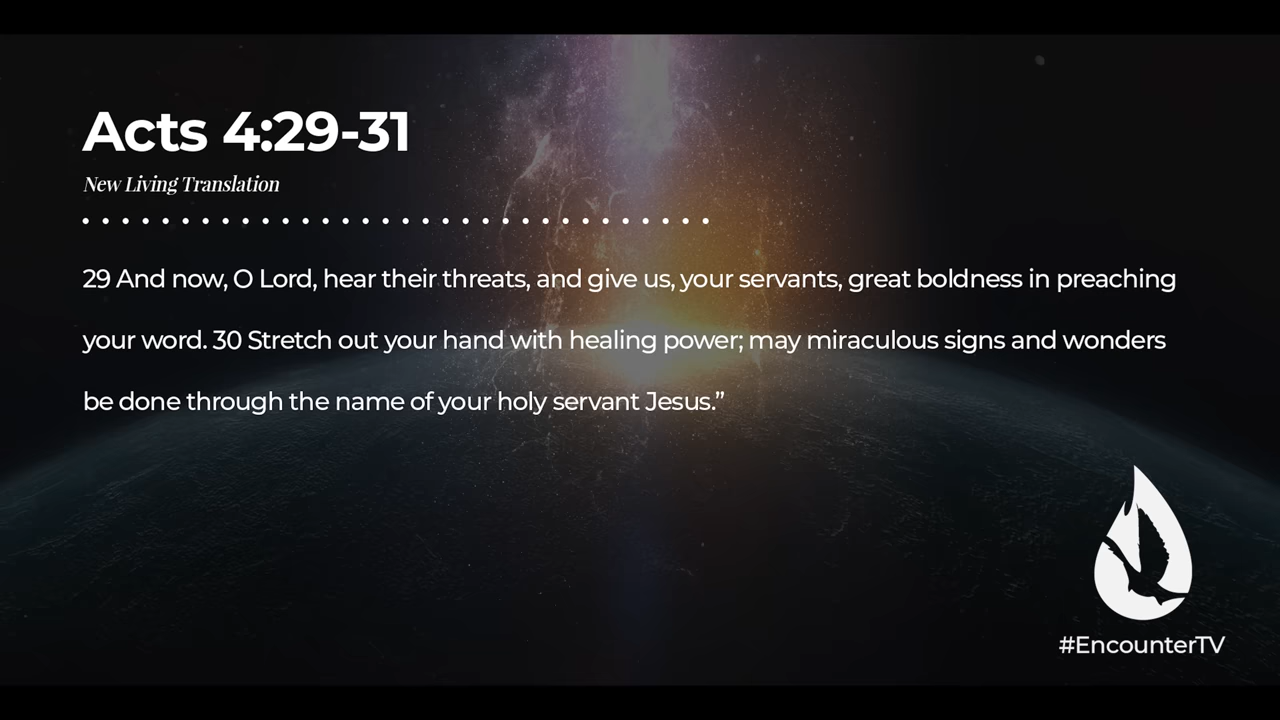 Acts 4:29-31
New Living Translation
29 And now, O Lord, hear their threats, and give us, your servants, great boldness in preaching
your word. 30 Stretch out your hand with healing power; may miraculous signs and wonders
be done through the name of your holy servant Jesus.”
#EncounterTV